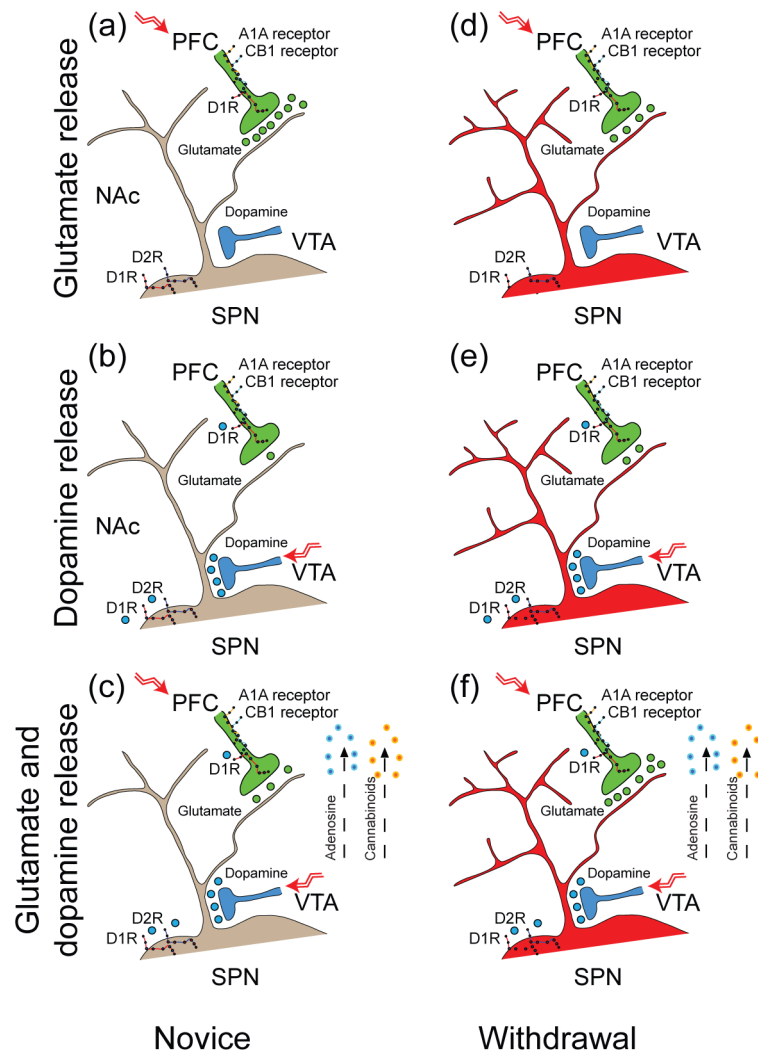 Glutamate release
(a)
PFC
A1A receptor
CB1 receptor
D1R
Glutamate
NAc
Dopamine
VTA
D2R
D1R
SPN
(d)
PFC
A1A receptor
CB1 receptor
D1R
Glutamate
Dopamine
VTA
D2R
D1R
SPN
Dopamine release
(b)
PFC
A1A receptor
CB1 receptor
D1R
Glutamate
NAc
Dopamine
VTA
D2R
D1R
SPN
(e)
PFC
A1A receptor
CB1 receptor
D1R
Glutamate
Dopamine
VTA
D2R
D1R
SPN
Glutamate and
dopamine release
(c)
PFC
A1A receptor
CB1 receptor
D1R
Glutamate
Adenosine
Cannabinoids
Dopamine
VTA
D2R
D1R
SPN
(f)
PFC
A1A receptor
CB1 receptor
D1R
Glutamate
Adenosine
Cannabinoids
Dopamine
VTA
D2R
D1R
SPN
Novice
Withdrawal